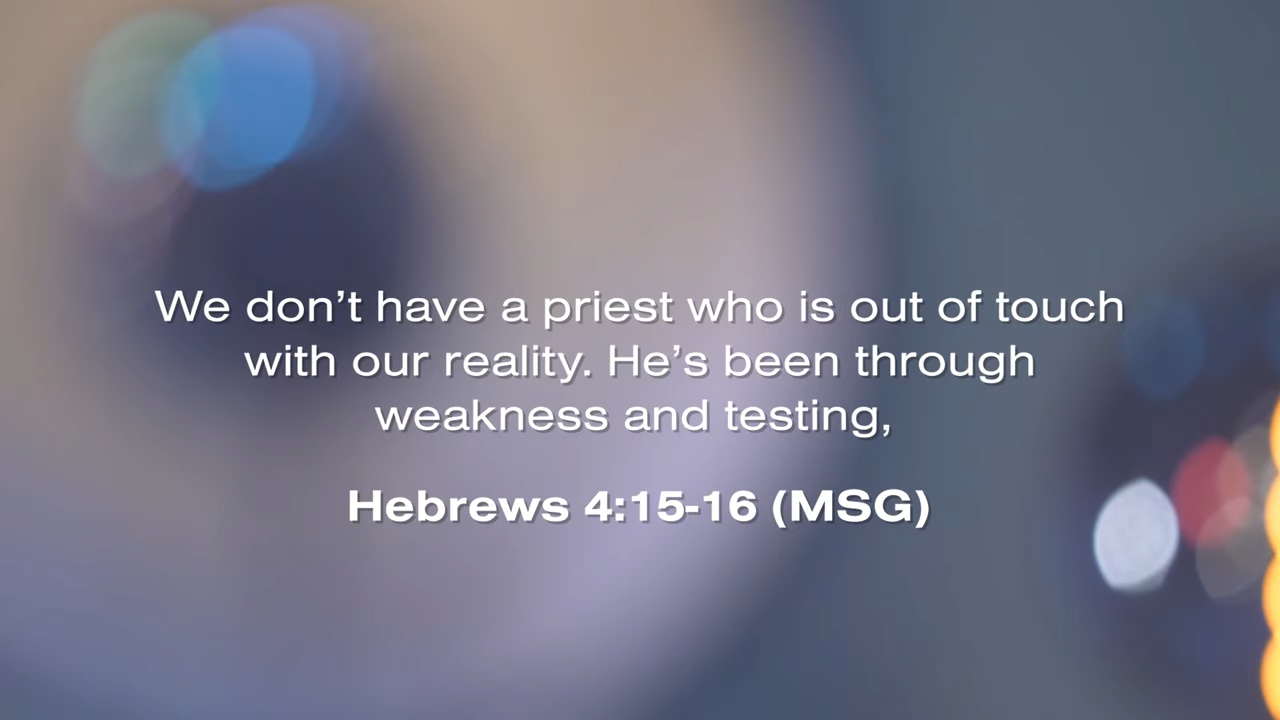 We don’t have a priest who is out of touch
with our reality. He’s been through
weakness and testing,
Hebrews 4:15-16 (MSG)